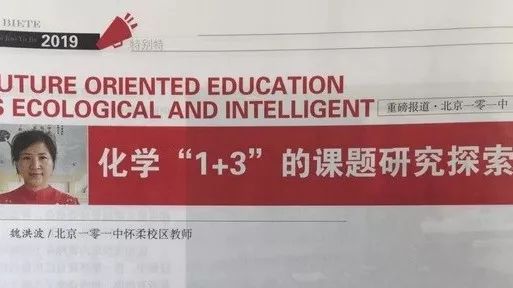 BIETE
2019
特别特
UTURE ORIENTED EDUCATION
S ECOLOGICAL AND INTELLIGENT
重磅报道·北京一零一中
化学“1+3”的课题研究探索
魏洪波/北京一零一中怀柔校区教师